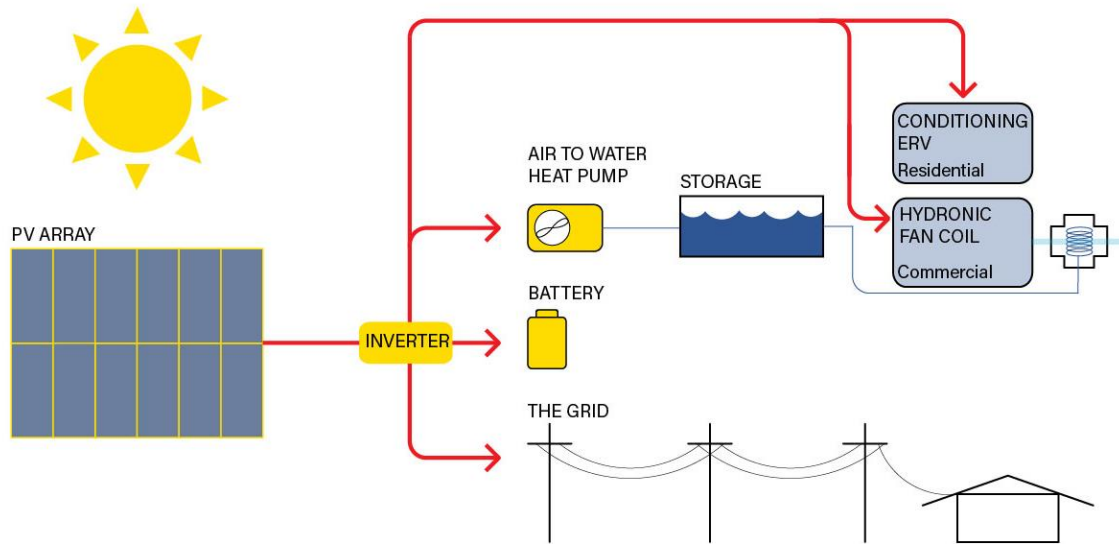 PV ARRAY
INVERTER
AIR TO WATER
HEAT PUMP
STORAGE
BATTERY
THE GRID
CONDITIONING
ERV
Residential
HYDRONIC
FAN COIL
Commercial